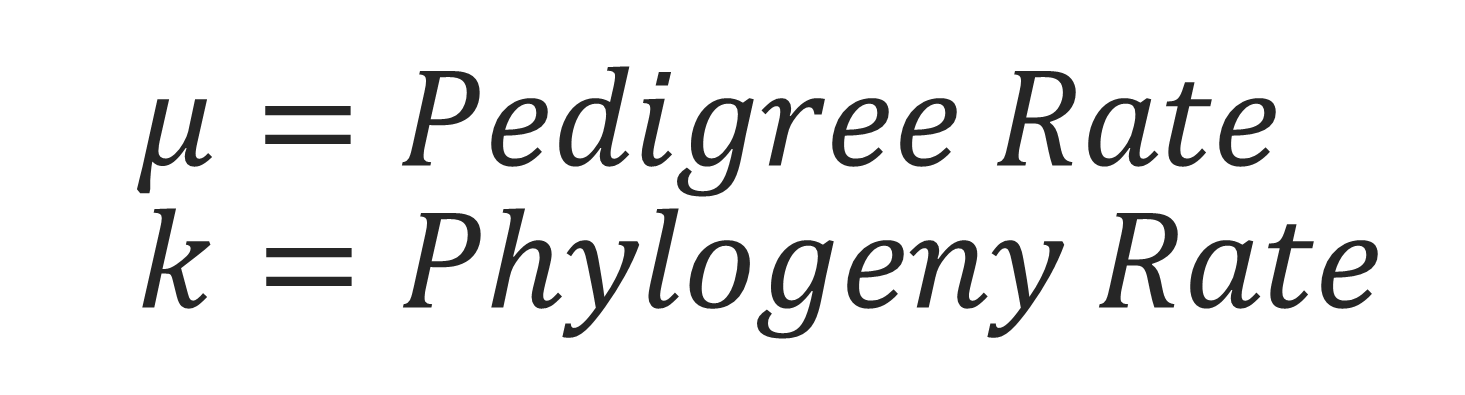 μ = Pedigree Rate
k = Phylogeny Rate